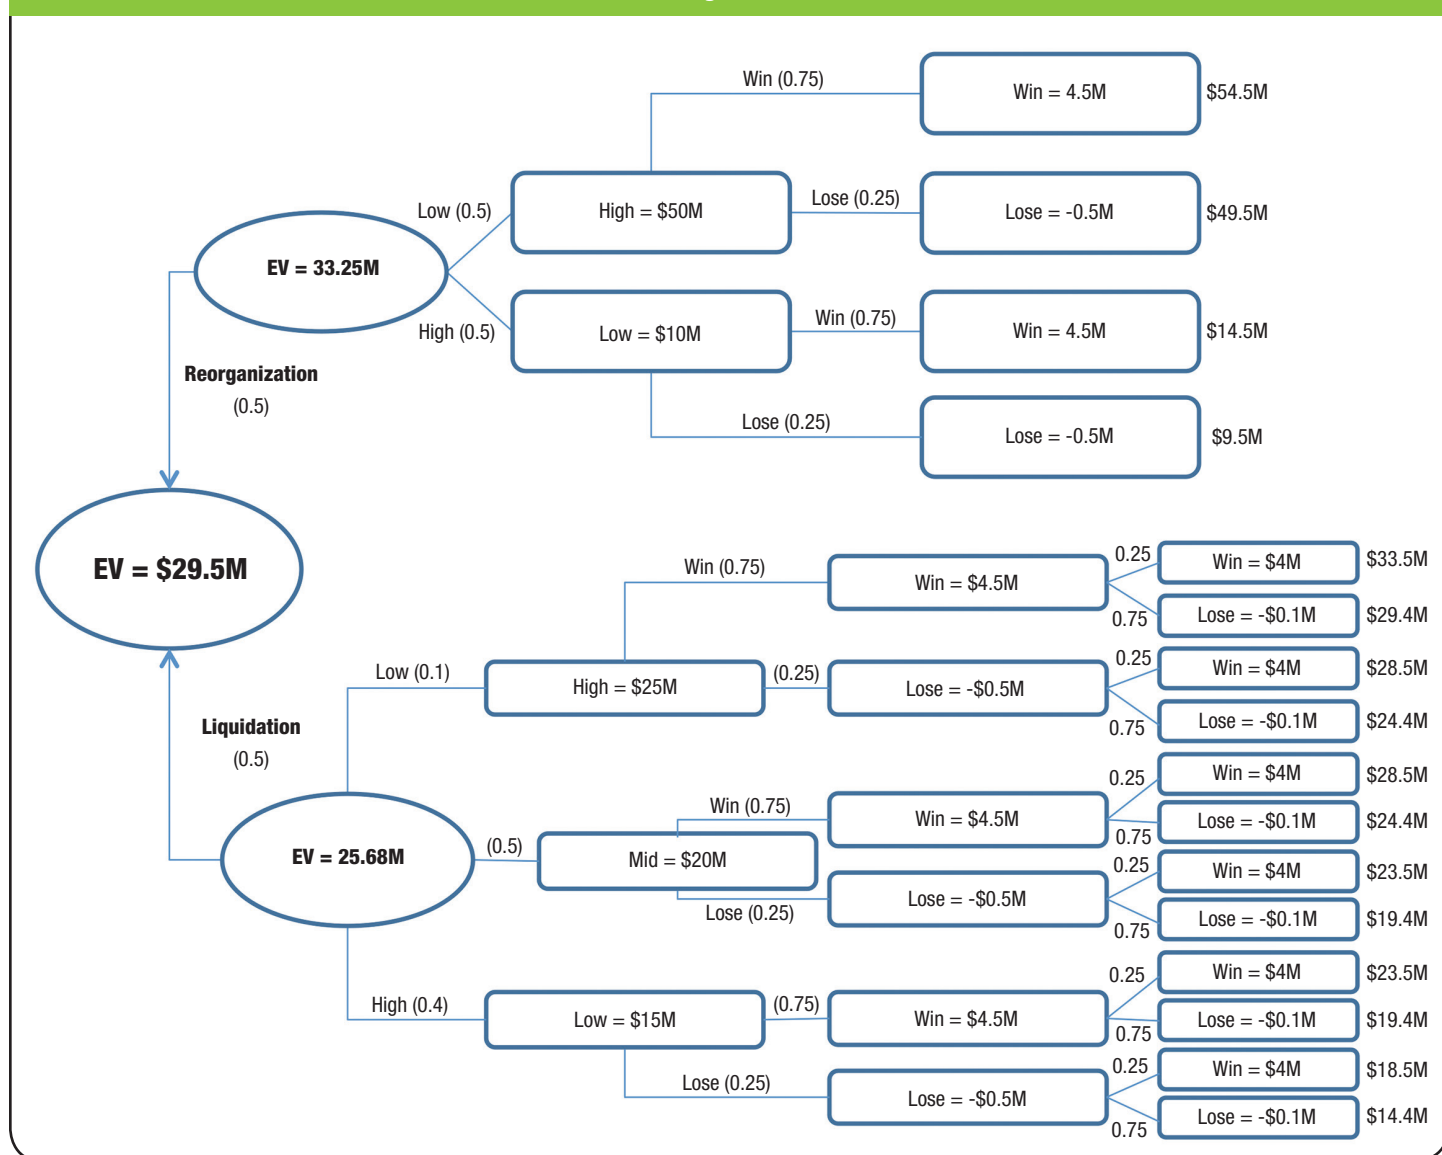 Win (0.75)
Win = 4.5M
$54.5M
Low (0.5)
High = $50M
Lose (0.25)
Lose = -0.5M
$49.5M
EV = 33.25M
High (0.5)
Low = $10M
Win (0.75)
Win = 4.5M
$14.5M
Reorganization
(0.5)
Lose (0.25)
Lose = -0.5M
$9.5M
EV = $29.5M
Win (0.75)
Win = $4.5M
0.25
Win = $4M
$33.5M
0.75
Lose = -$0.1M
$29.4M
Low (0.1)
High = $25M
(0.25)
Lose = -$0.5M
0.25
Win = $4M
$28.5M
0.75
Lose = -$0.1M
$24.4M
Liquidation
(0.5)
Win (0.75)
Win = $4.5M
0.25
Win = $4M
$28.5M
0.75
Lose = -$0.1M
$24.4M
EV = 25.68M
(0.5)
Mid = $20M
Lose (0.25)
Lose = -$0.5M
0.25
Win = $4M
$23.5M
0.75
Lose = -$0.1M
$19.4M
High (0.4)
Low = $15M
(0.75)
Win = $4.5M
0.25
Win = $4M
$23.5M
0.75
Lose = -$0.1M
$19.4M
Lose (0.25)
Lose = -$0.5M
0.25
Win = $4M
$18.5M
0.75
Lose = -$0.1M
$14.4M